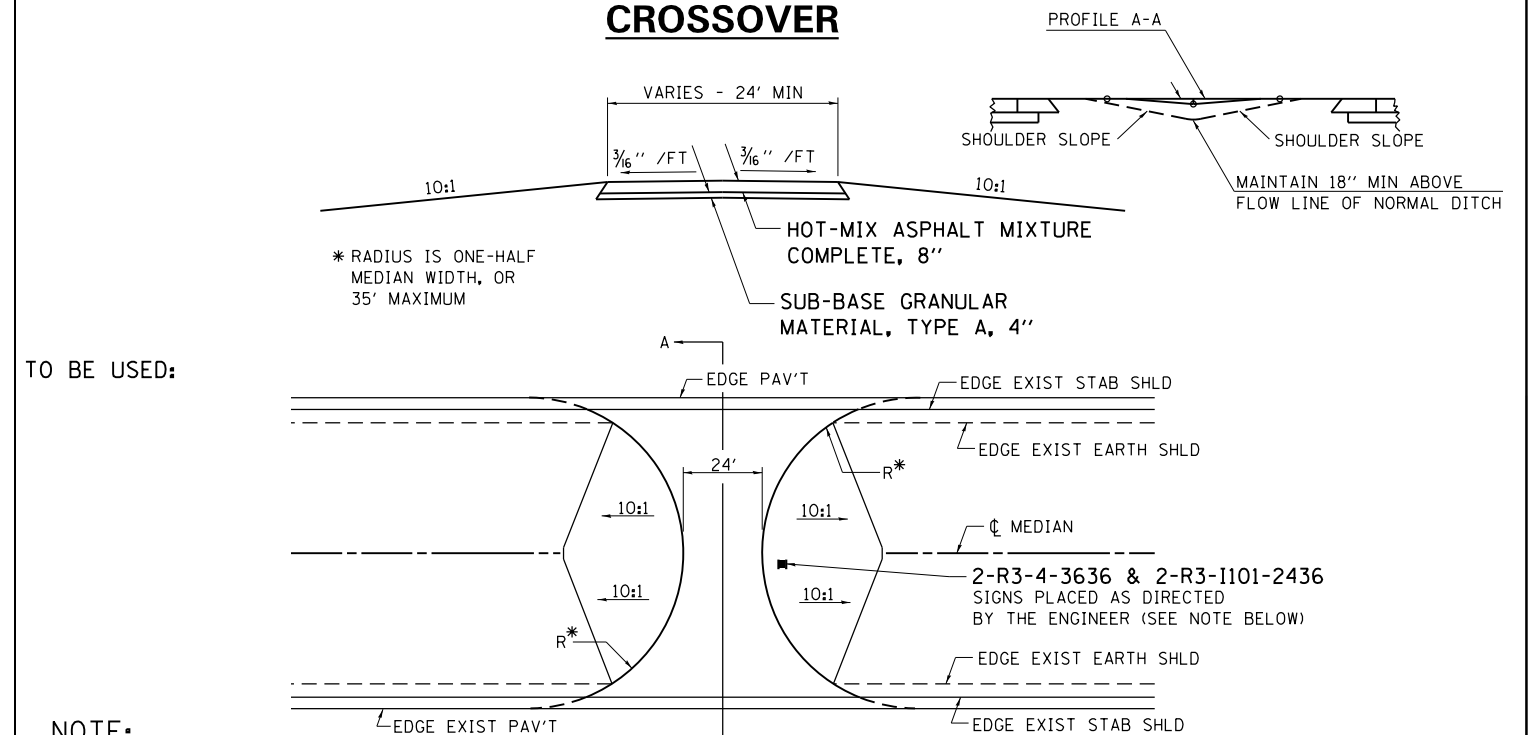 CROSSOVER
PROFILE A-A
VARIES - 24' MIN
3/16'' /FT
3/16'' /FT
10:1
10:1
SHOULDER SLOPE
SHOULDER SLOPE
MAINTAIN 18'' MIN ABOVE
FLOW LINE OF NORMAL DITCH
HOT-MIX ASPHALT MIXTURE
COMPLETE, 8''
* RADIUS IS ONE-HALF
MEDIAN WIDTH, OR
35' MAXIMUM
SUB-BASE GRANULAR
MATERIAL, TYPE A, 4''
A
TO BE USED:
EDGE PAV'T
EDGE EXIST STAB SHLD
EDGE EXIST EARTH SHLD
24'
R*
10:1
10:1
℄ MEDIAN
2-R3-4-3636 & 2-R3-I101-2436
SIGNS PLACED AS DIRECTED
BY THE ENGINEER (SEE NOTE BELOW)
10:1
10:1
R*
EDGE EXIST EARTH SHLD
EDGE EXIST PAV'T
EDGE EXIST STAB SHLD
NOTE: